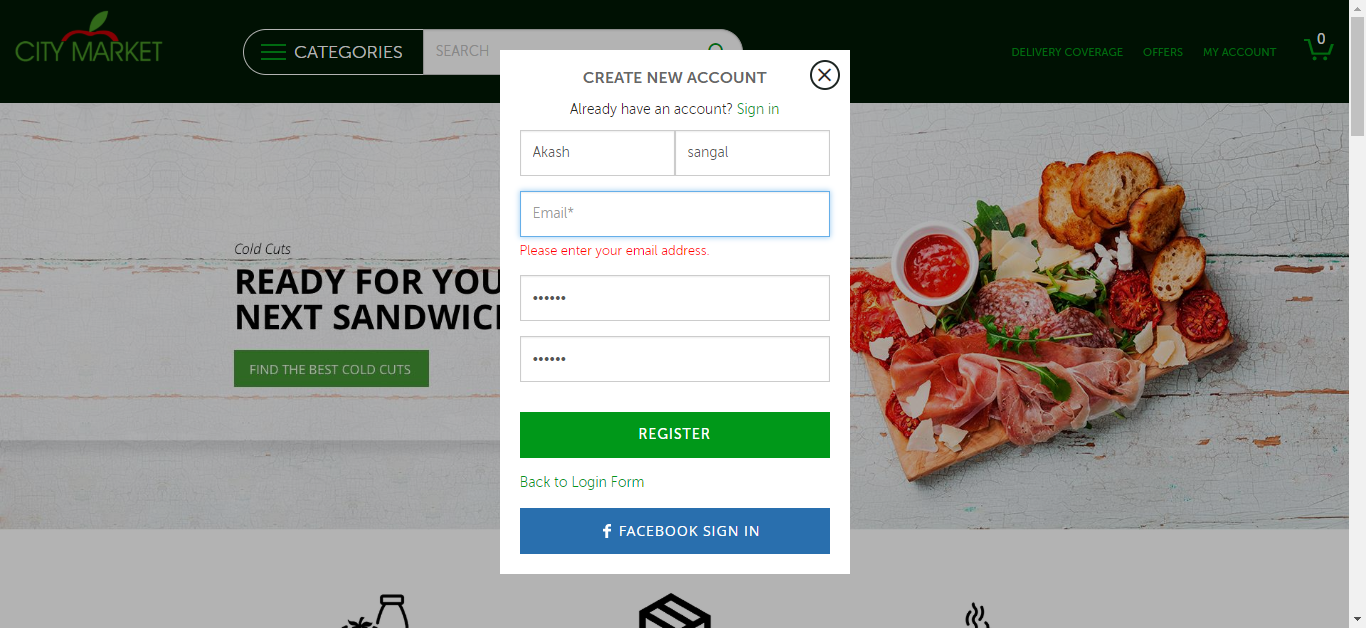 CITY MARKET
CATEGORIES
SEARCH
DELIVERY COVERAGE
OFFERS
MY ACCOUNT
0
CREATE NEW ACCOUNT
Already have an account? Sign in
Akash
sangal
Email*
Please enter your email address.
••••••
••••••
REGISTER
Back to Login Form
f FACEBOOK SIGN IN
Cold Cuts
READY FOR YOU
NEXT SANDWIC
FIND THE BEST COLD CUTS